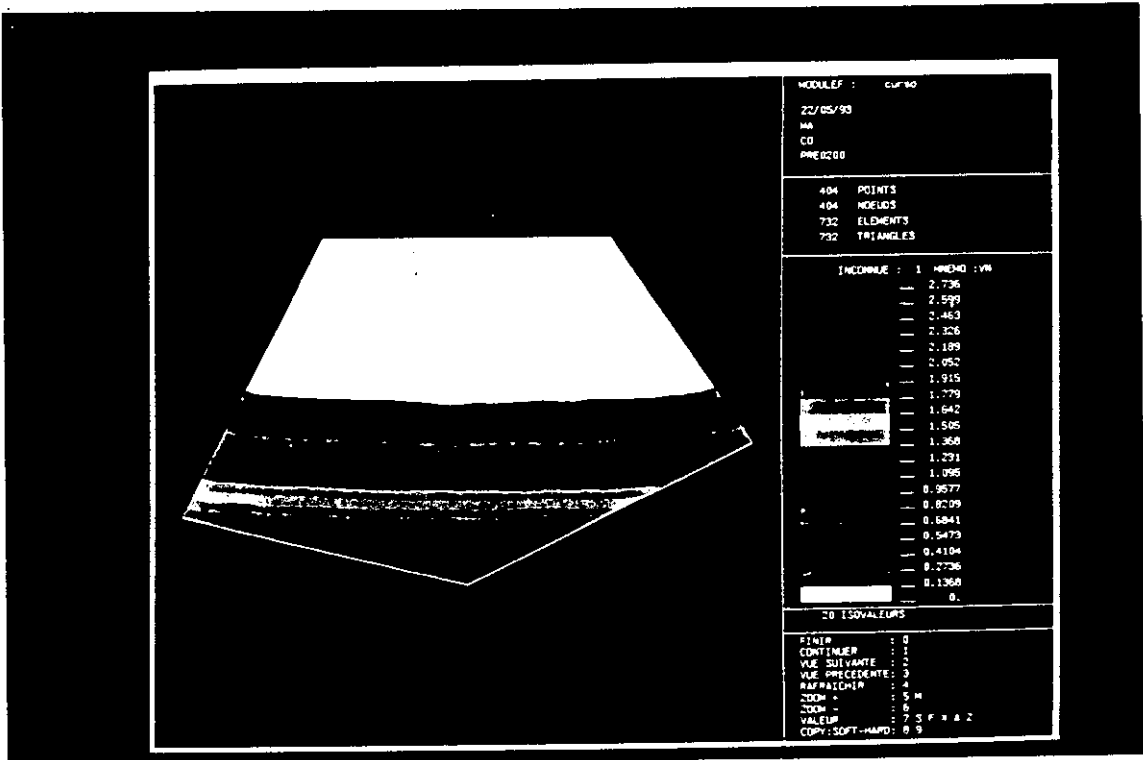 MODULEF : curso
22/05/93
MA
CO
PRE0200
404 POINTS
404 NOEUDS
732 ELEMENTS
732 TRIANGLES
INCONNUE : 1 MNEMO :VN
2.736
2.599
2.463
2.326
2.189
2.052
1.915
1.779
1.642
1.505
1.368
1.231
1.095
0.9577
0.8209
0.6841
0.5473
0.4104
0.2736
0.1368
0.
20 ISOVALEURS
FINIR : 0
CONTINUER : 1
VUE SUIVANTE : 2
VUE PRECEDENTE: 3
RAFRAICHIR : 4
ZOOM + : 5 M
ZOOM - : 6
VALEUR : 7 S F X A Z
COPY:SOFT-HARD: 8 9